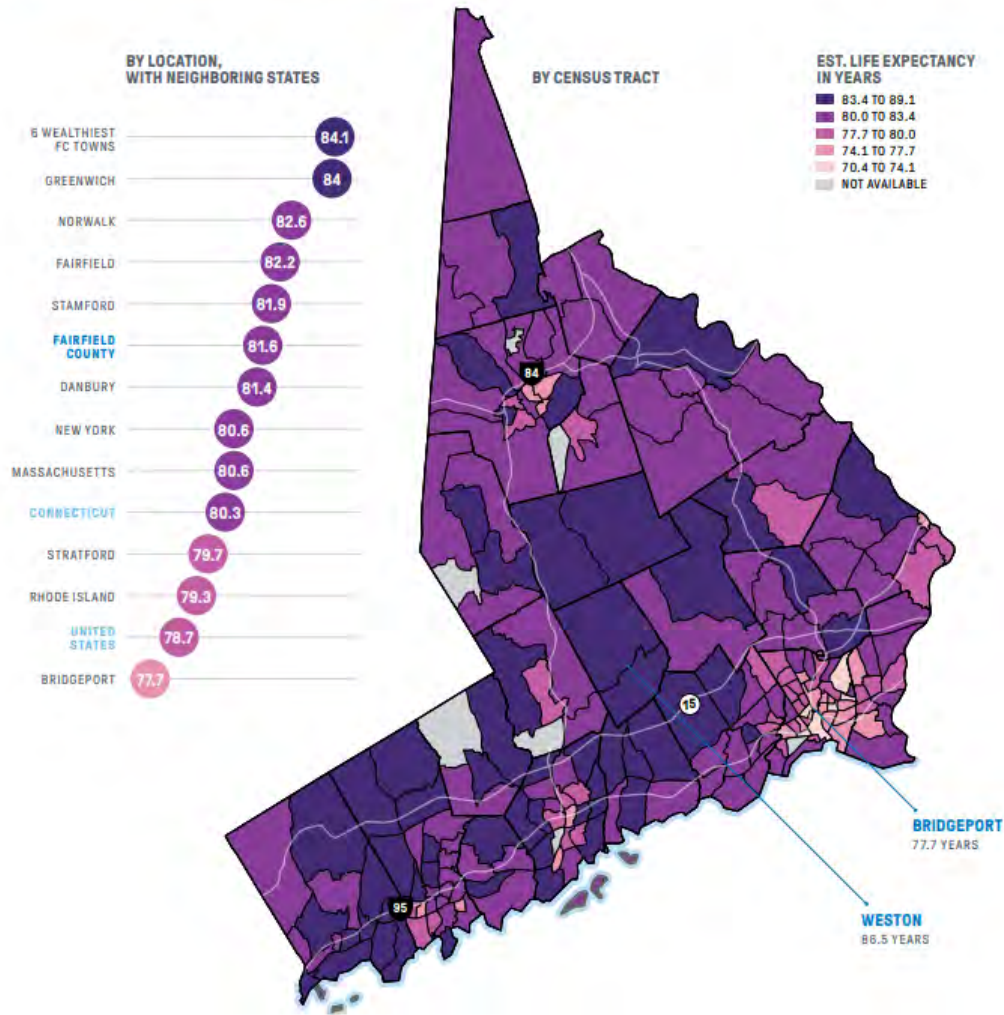 BY LOCATION,
WITH NEIGHBORING STATES
6 WEALTHIEST
FC TOWNS
84.1
GREENWICH
84
NORWALK
82.6
FAIRFIELD
82.2
STAMFORD
81.9
FAIRFIELD
COUNTY
81.6
DANBURY
81.4
NEW YORK
80.6
MASSACHUSETTS
80.6
CONNECTICUT
80.3
STRATFORD
79.7
RHODE ISLAND
79.3
UNITED
STATES
78.7
BRIDGEPORT
77.7
BY CENSUS TRACT
EST. LIFE EXPECTANCY
IN YEARS
83.4 TO 89.1
80.0 TO 83.4
77.7 TO 80.0
74.1 TO 77.7
70.4 TO 74.1
NOT AVAILABLE
84
15
95
BRIDGEPORT
77.7 YEARS
WESTON
86.5 YEARS